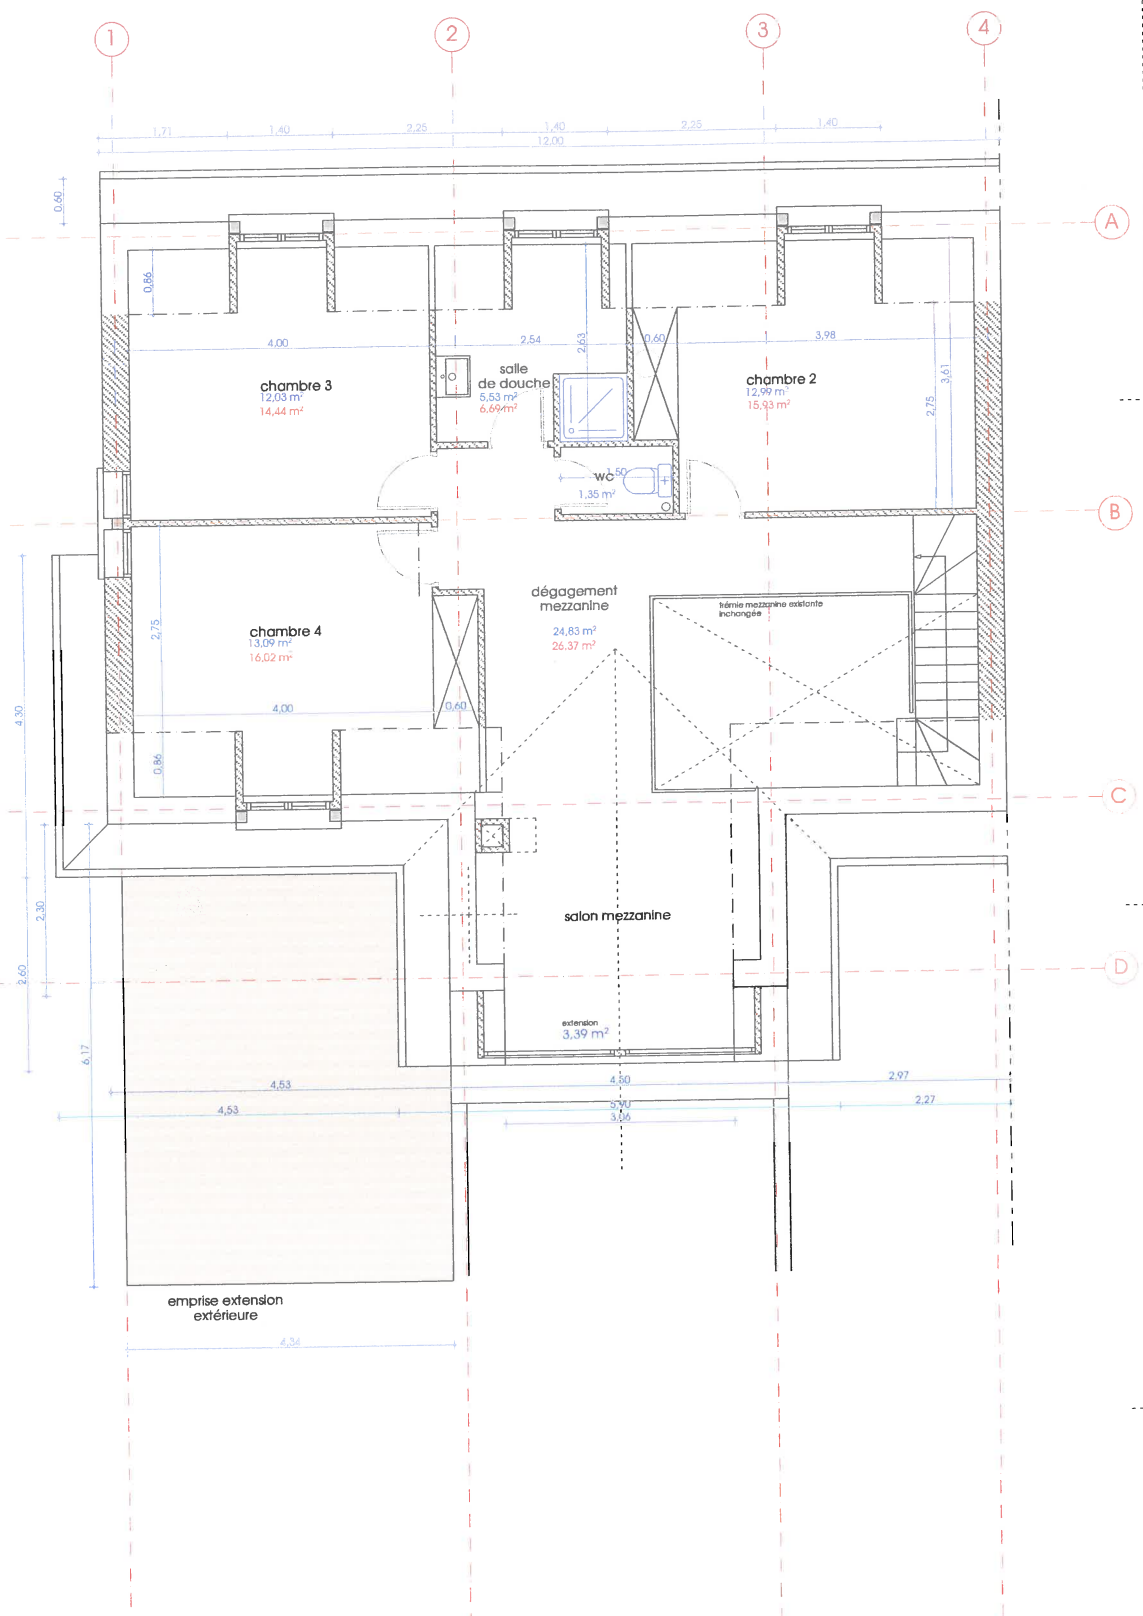 1
2
3
4
1,71
1,40
2,25
1,40
2,25
1,40
12,00
0,60
A
0,86
4,00
2,54
2,63
0,60
3,98
3,61
2,75
chambre 3
12,03 m²
14,44 m²
salle
de douche
5,53 m²
6,69 m²
chambre 2
12,99 m²
15,93 m²
wc
1,50
1,35 m²
B
dégagement
mezzanine
24,83 m²
26,37 m²
frémie mezzanine existante
inchangée
chambre 4
13,09 m²
16,02 m²
2,75
4,00
0,60
0,86
4,30
C
2,30
2,60
salon mezzanine
D
extension
3,39 m²
6,17
4,53
4,50
2,97
4,53
5,90
2,27
3,06
emprise extension
extérieure
4,34